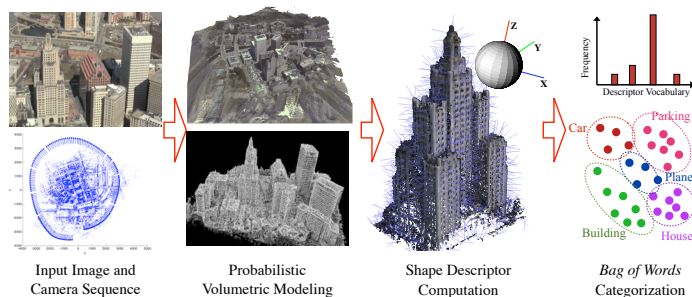 Z
Y
X
Frequency
Descriptor Vocabulary
Car
Parking
Plane
Building
House
Input Image and
Camera Sequence
Probabilistic
Volumetric Modeling
Shape Descriptor
Computation
Bag of Words
Categorization